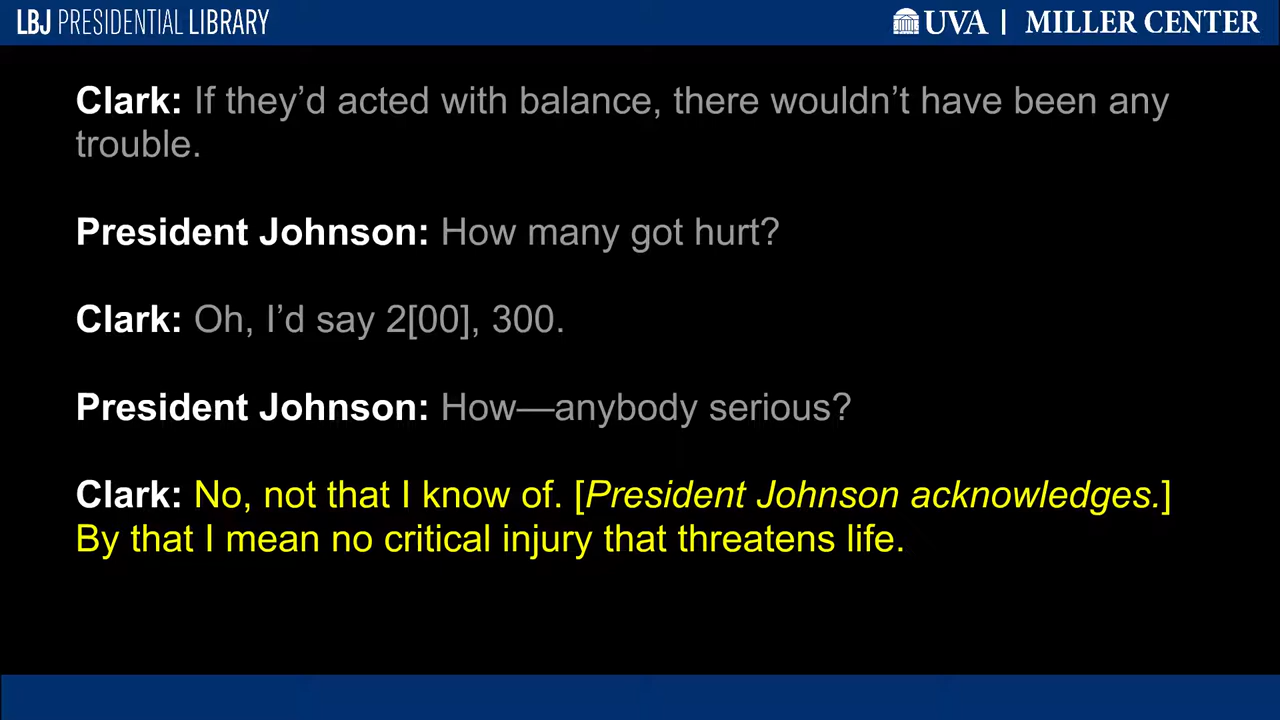 LBJ PRESIDENTIAL LIBRARY
UVA | MILLER CENTER
Clark: If they’d acted with balance, there wouldn’t have been any
trouble.
President Johnson: How many got hurt?
Clark: Oh, I’d say 2[00], 300.
President Johnson: How—anybody serious?
Clark: No, not that I know of. [President Johnson acknowledges.]
By that I mean no critical injury that threatens life.